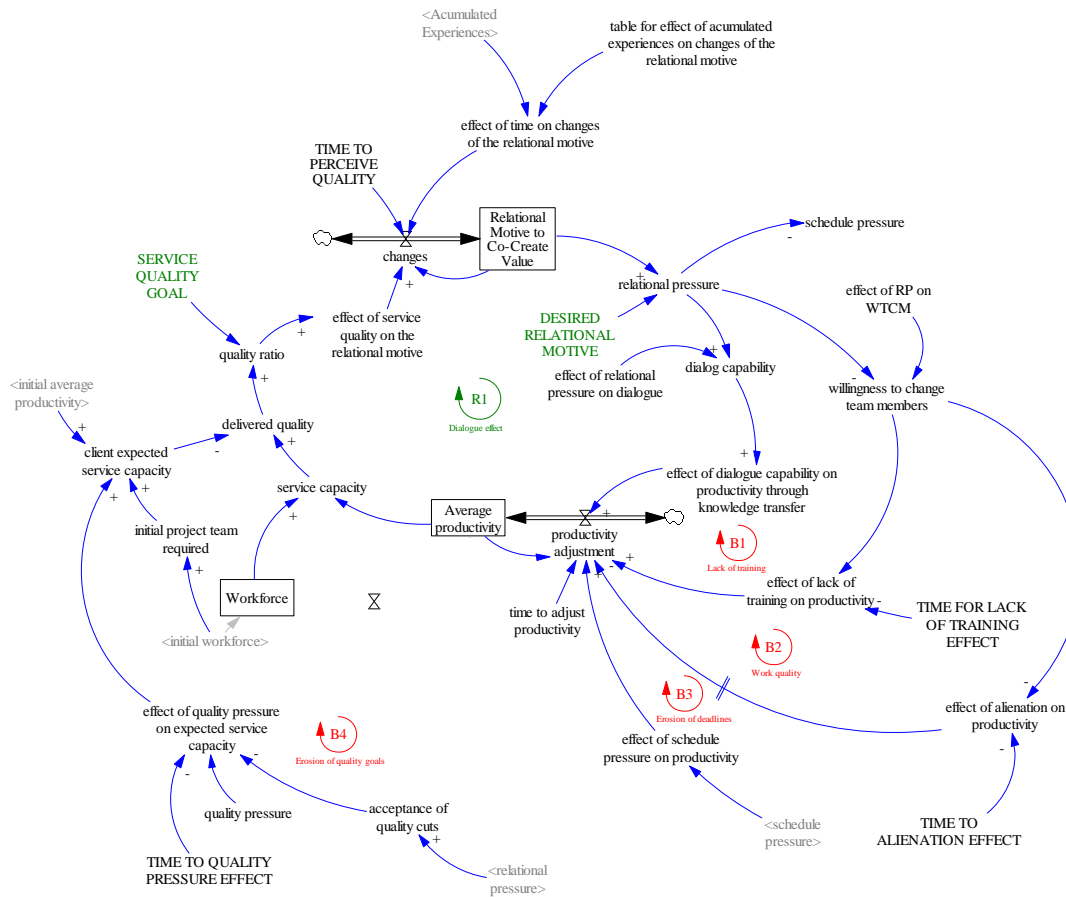 <Acumulated
Experiences>
table for effect of acumulated
experiences on changes of the
relational motive
effect of time on changes
of the relational motive
TIME TO
PERCEIVE
QUALITY
Relational
Motive to
Co-Create
Value
changes
+
schedule pressure
-
SERVICE
QUALITY
GOAL
+
relational pressure
effect of RP on
WTCM
effect of service
quality on the
relational motive
+
DESIRED
RELATIONAL
MOTIVE
quality ratio
+
+
dialog capability
effect of relational
pressure on dialogue
-
willingness to change
team members
<initial average
productivity>
R1
Dialogue effect
+
delivered quality
+
-
client expected
service capacity
+
+
+
effect of dialogue capability on
productivity through
knowledge transfer
service capacity
+
Average
productivity
+
productivity
adjustment
B1
Lack of training
initial project team
required
+
-
+
+
effect of lack of
training on productivity
-
Workforce
time to adjust
productivity
TIME FOR LACK
OF TRAINING
EFFECT
<initial workforce>
B2
Work quality
B3
Erosion of deadlines
-
effect of alienation on
productivity
-
effect of quality pressure
on expected service
capacity
-
-
B4
Erosion of quality goals
effect of schedule
pressure on productivity
quality pressure
acceptance of
quality cuts
+
<schedule
pressure>
TIME TO
ALIENATION EFFECT
TIME TO QUALITY
PRESSURE EFFECT
<relational
pressure>